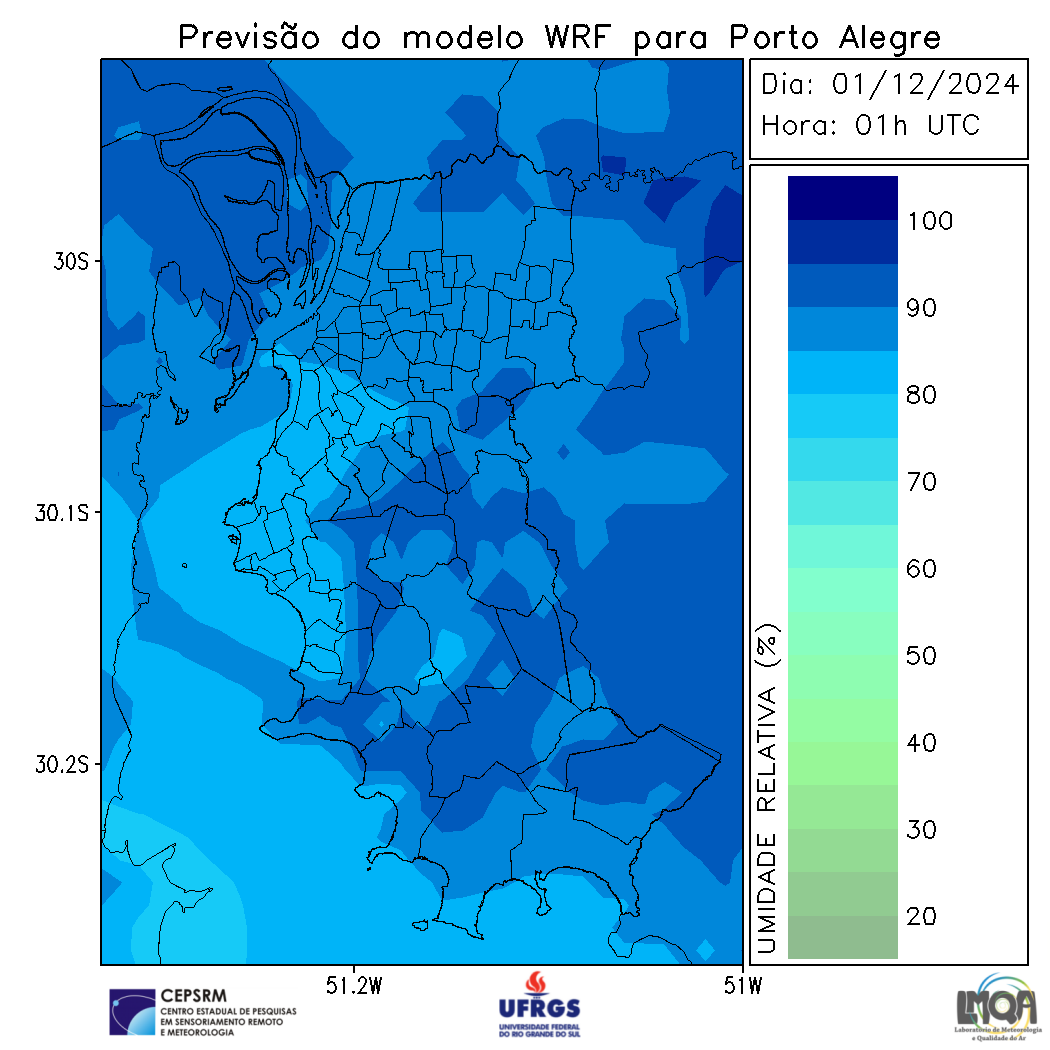 Previsão do modelo WRF para Porto Alegre
Dia: 01/12/2024
Hora: 01h UTC
30S
30.1S
30.2S
51.2W
51W
100
90
80
70
60
50
40
30
20
UMIDADE RELATIVA (%)
CEPSRM
CENTRO ESTADUAL DE PESQUISAS
EM SENSORIAMENTO REMOTO
E METEOROLOGIA
UFRGS
UNIVERSIDADE FEDERAL
DO RIO GRANDE DO SUL
LMQA
Laboratório de Meteorologia
e Qualidade do Ar